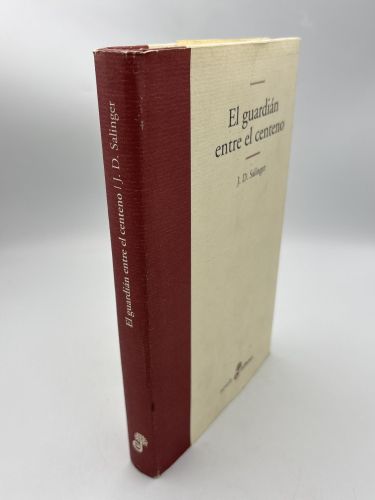 El guardián entre el centeno / J. D. Salinger
El guardián
entre el centeno
J. D. Salinger